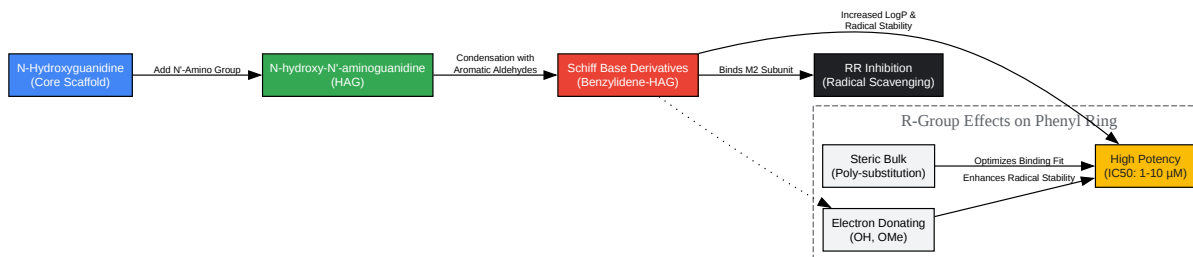 Increased LogP &
Radical Stability
N-Hydroxyguanidine
(Core Scaffold)
Add N'-Amino Group
N-hydroxy-N'-aminoguanidine
(HAG)
Condensation with
Aromatic Aldehydes
Schiff Base Derivatives
(Benzylidene-HAG)
Binds M2 Subunit
RR Inhibition
(Radical Scavenging)
R-Group Effects on Phenyl Ring
Steric Bulk
(Poly-substitution)
Optimizes Binding Fit
High Potency
(IC50: 1-10 µM)
Enhances Radical Stability
Electron Donating
(OH, OMe)